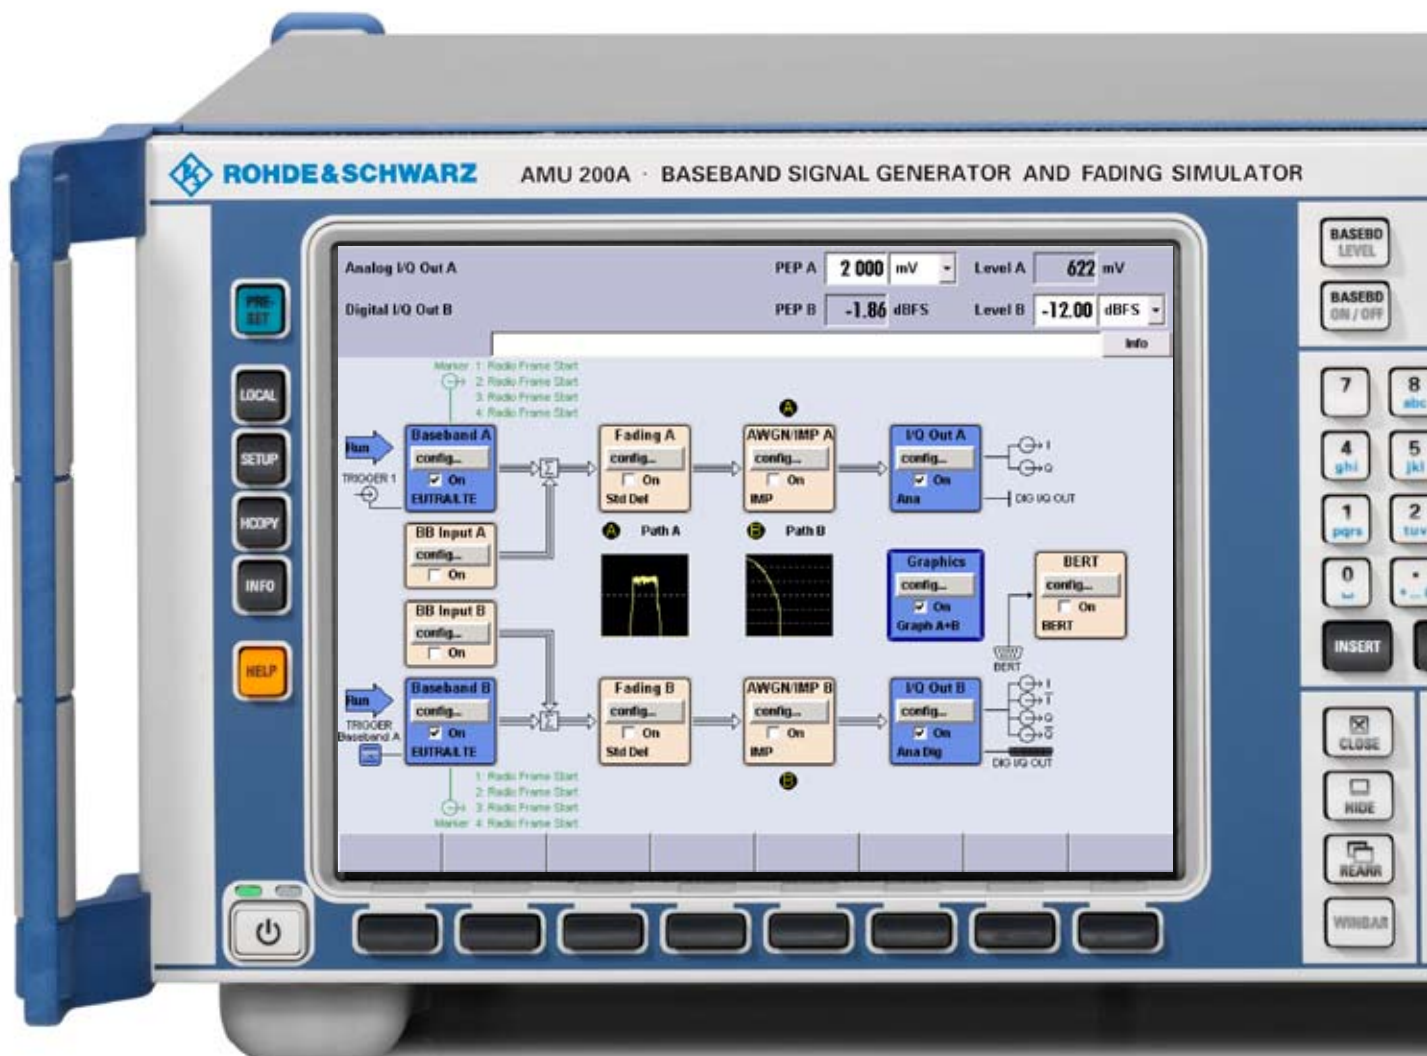 ROHDE&SCHWARZ AMU 200A · BASEBAND SIGNAL GENERATOR AND FADING SIMULATOR
BASEBD
LEVEL
BASEBD
ON / OFF
PRE-
SET
LOCAL
SETUP
HCOPY
INFO
HELP
Analog I/Q Out A PEP A 2 000 mV Level A 622 mV
Digital I/Q Out B PEP B -1.86 dBFS Level B -12.00 dBFS
Info
Marker 1: Radio Frame Start
2: Radio Frame Start
3: Radio Frame Start
4: Radio Frame Start
A
Run
TRIGGER 1
Baseband A
config...
On
EUTRA/LTE
Σ
Fading A
config...
On
Std Del
AWGN/IMP A
config...
On
IMP
I/Q Out A
config...
On
Ana
I
Q
DIG I/Q OUT
BB Input A
config...
On
A Path A
B Path B
Graphics
config...
On
Graph A+B
BERT
config...
On
BERT
BERT
BB Input B
config...
On
Run
TRIGGER
Baseband A
Baseband B
config...
On
EUTRA/LTE
Σ
Fading B
config...
On
Std Del
AWGN/IMP B
config...
On
IMP
I/Q Out B
config...
On
Ana Dig
I
I
Q
Q
DIG I/Q OUT
B
1: Radio Frame Start
2: Radio Frame Start
3: Radio Frame Start
Marker 4: Radio Frame Start
7
8
abc
4
ghi
5
jkl
1
pqrs
2
tuv
0
INSERT
CLOSE
HIDE
REARR
WINBAR